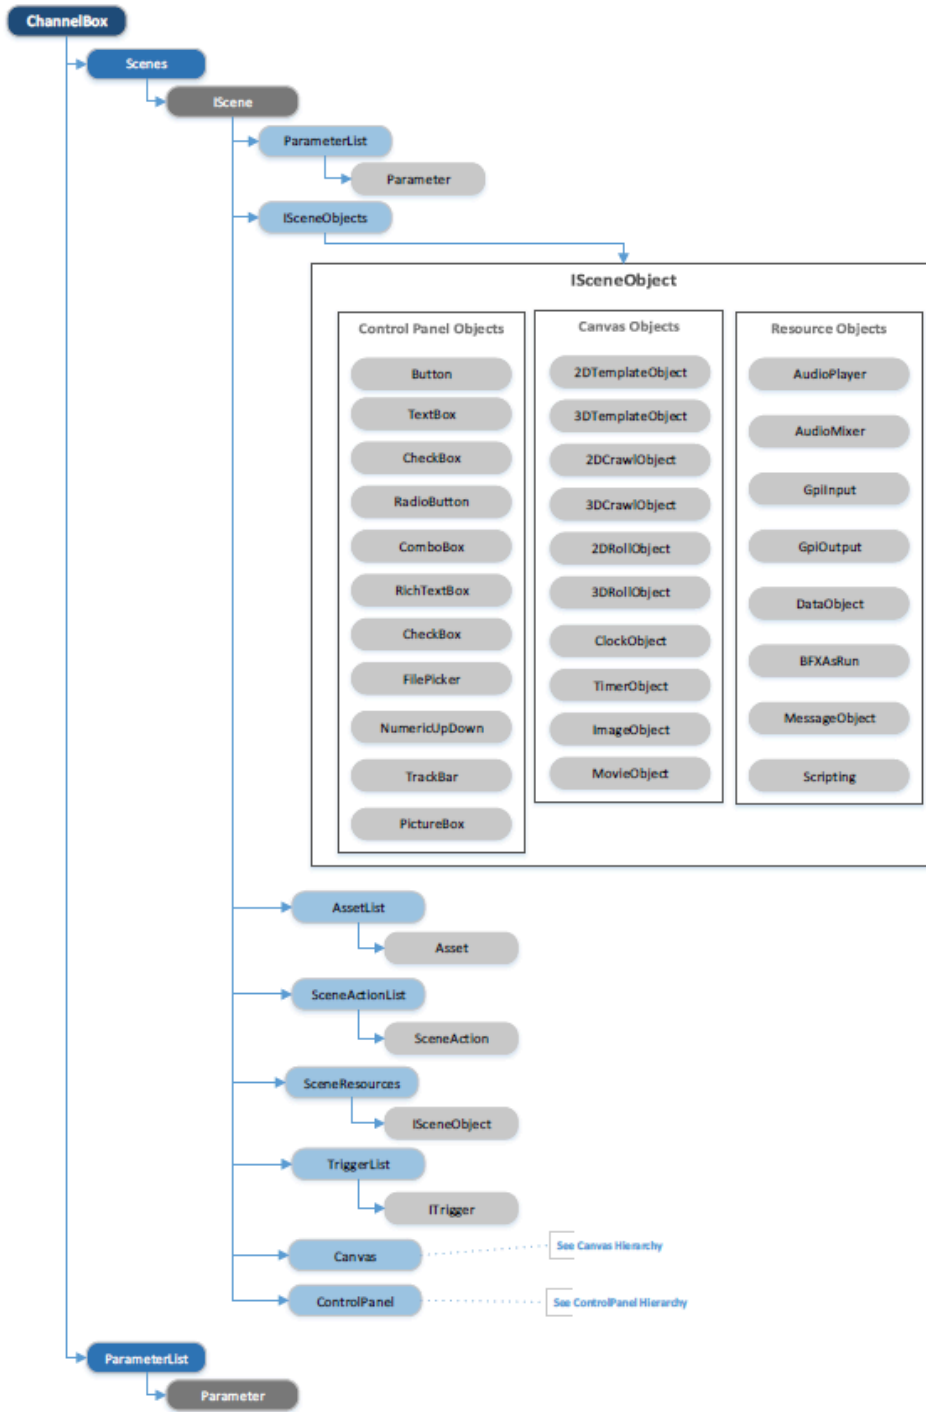 ChannelBox
Scenes
IScene
ParameterList
Parameter
ISceneObjects
ISceneObject
Control Panel Objects
Button
TextBox
CheckBox
RadioButton
ComboBox
RichTextBox
CheckBox
FilePicker
NumericUpDown
TrackBar
PictureBox
Canvas Objects
2DTemplateObject
3DTemplateObject
2DCrawlObject
3DCrawlObject
2DRollObject
3DRollObject
ClockObject
TimerObject
ImageObject
MovieObject
Resource Objects
AudioPlayer
AudioMixer
GpiInput
GpiOutput
DataObject
BFXAsRun
MessageObject
Scripting
AssetList
Asset
SceneActionList
SceneAction
SceneResources
ISceneObject
TriggerList
ITrigger
Canvas
See Canvas Hierarchy
ControlPanel
See ControlPanel Hierarchy
ParameterList
Parameter